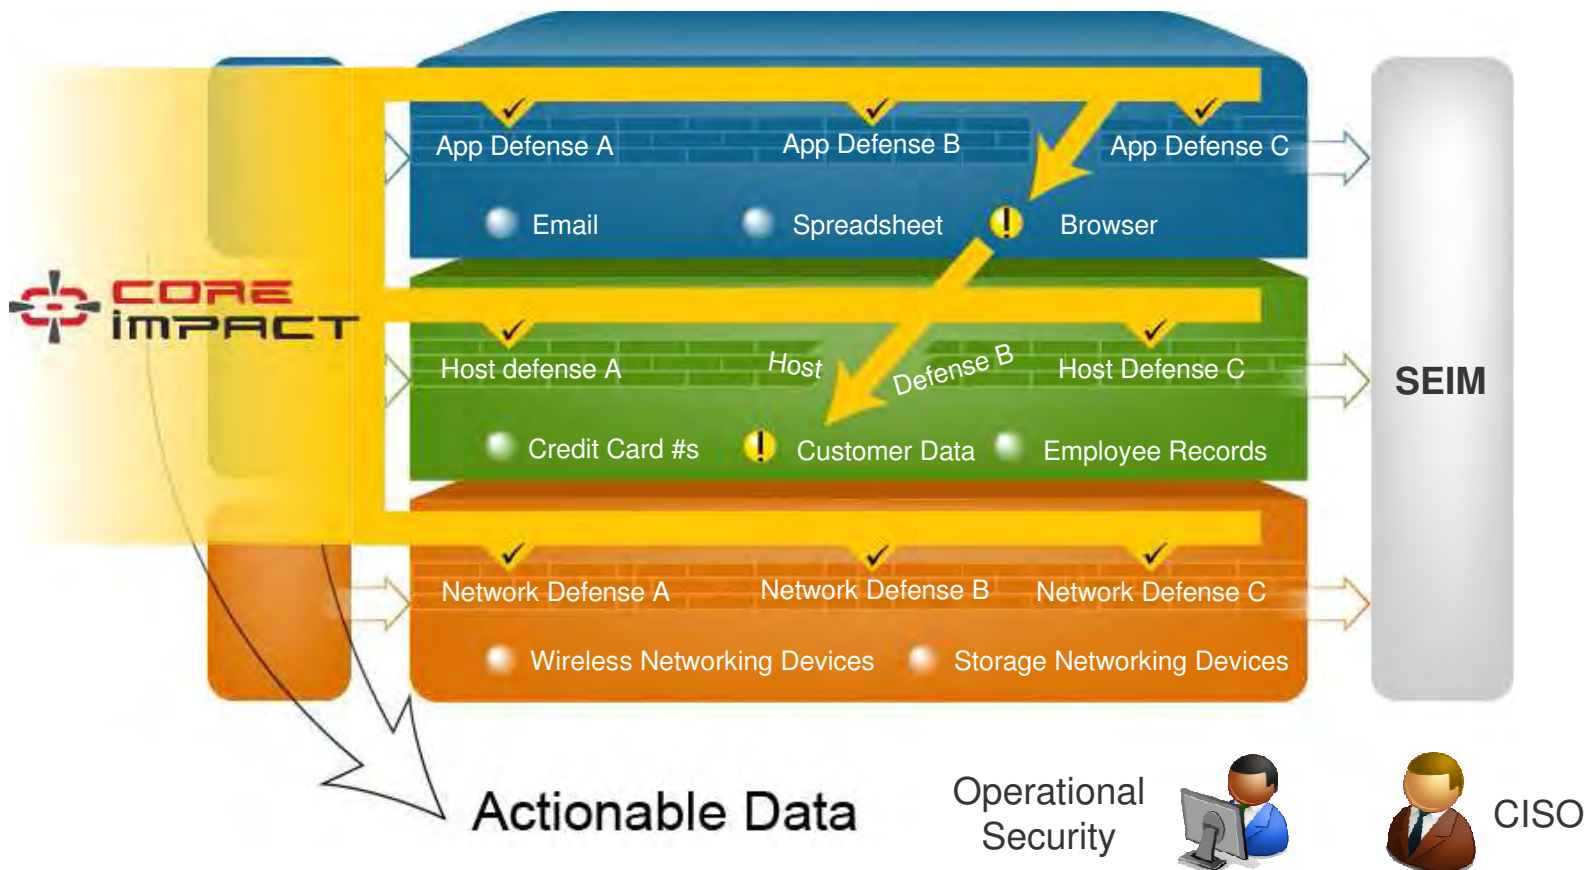 App Defense A
App Defense B
App Defense C
Email
Spreadsheet
Browser
CORE
IMPACT
Host defense A
Host Defense B
Host Defense C
SEIM
Credit Card #s
Customer Data
Employee Records
Network Defense A
Network Defense B
Network Defense C
Wireless Networking Devices
Storage Networking Devices
Actionable Data
Operational
Security
CISO